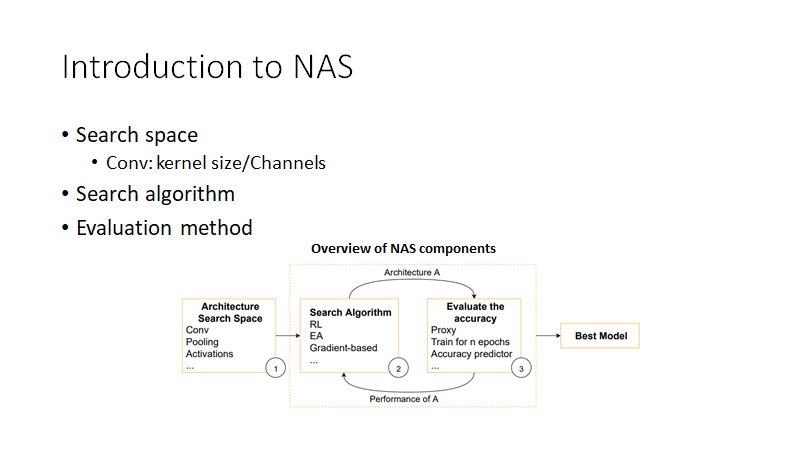 Introduction to NAS
• Search space
• Conv: kernel size/Channels
• Search algorithm
• Evaluation method
Overview of NAS components
Architecture A
Architecture
Search Space
Conv
Pooling
Activations
...
1
Search Algorithm
RL
EA
Gradient-based
...
2
Evaluate the
accuracy
Proxy
Train for n epochs
Accuracy predictor
...
3
Best Model
Performance of A